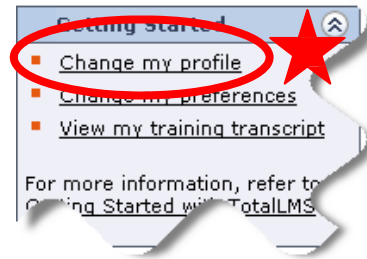 Getting Started
Change my profile
Change my preferences
View my training transcript
For more information, refer to
Getting Started with TotalLMS